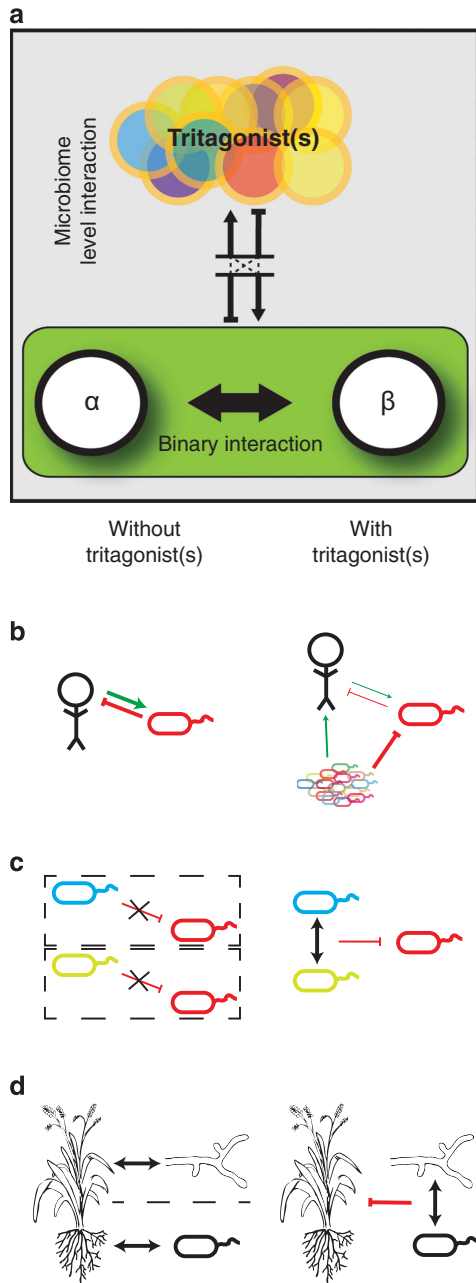 a
Microbiome
level interaction
Tritagonist(s)
α
β
Binary interaction
Without
tritagonist(s)
With
tritagonist(s)
b
c
d